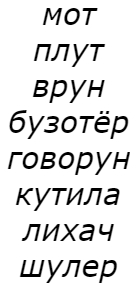 мот
плут
врун
бузотёр
говорун
кутила
лихач
шулер